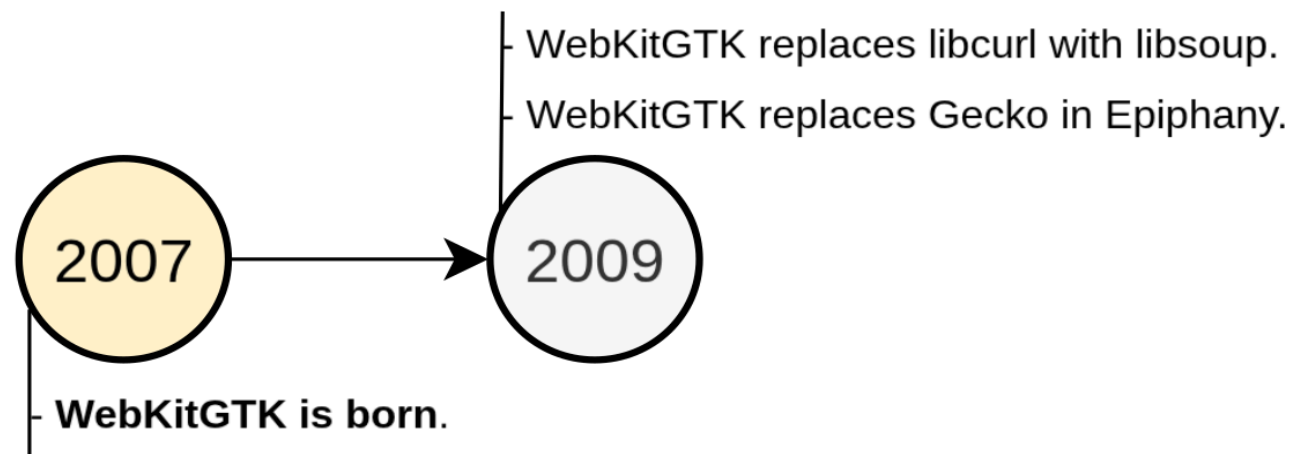 - WebKitGTK replaces libcurl with libsoup.
- WebKitGTK replaces Gecko in Epiphany.
2007
2009
- WebKitGTK is born.